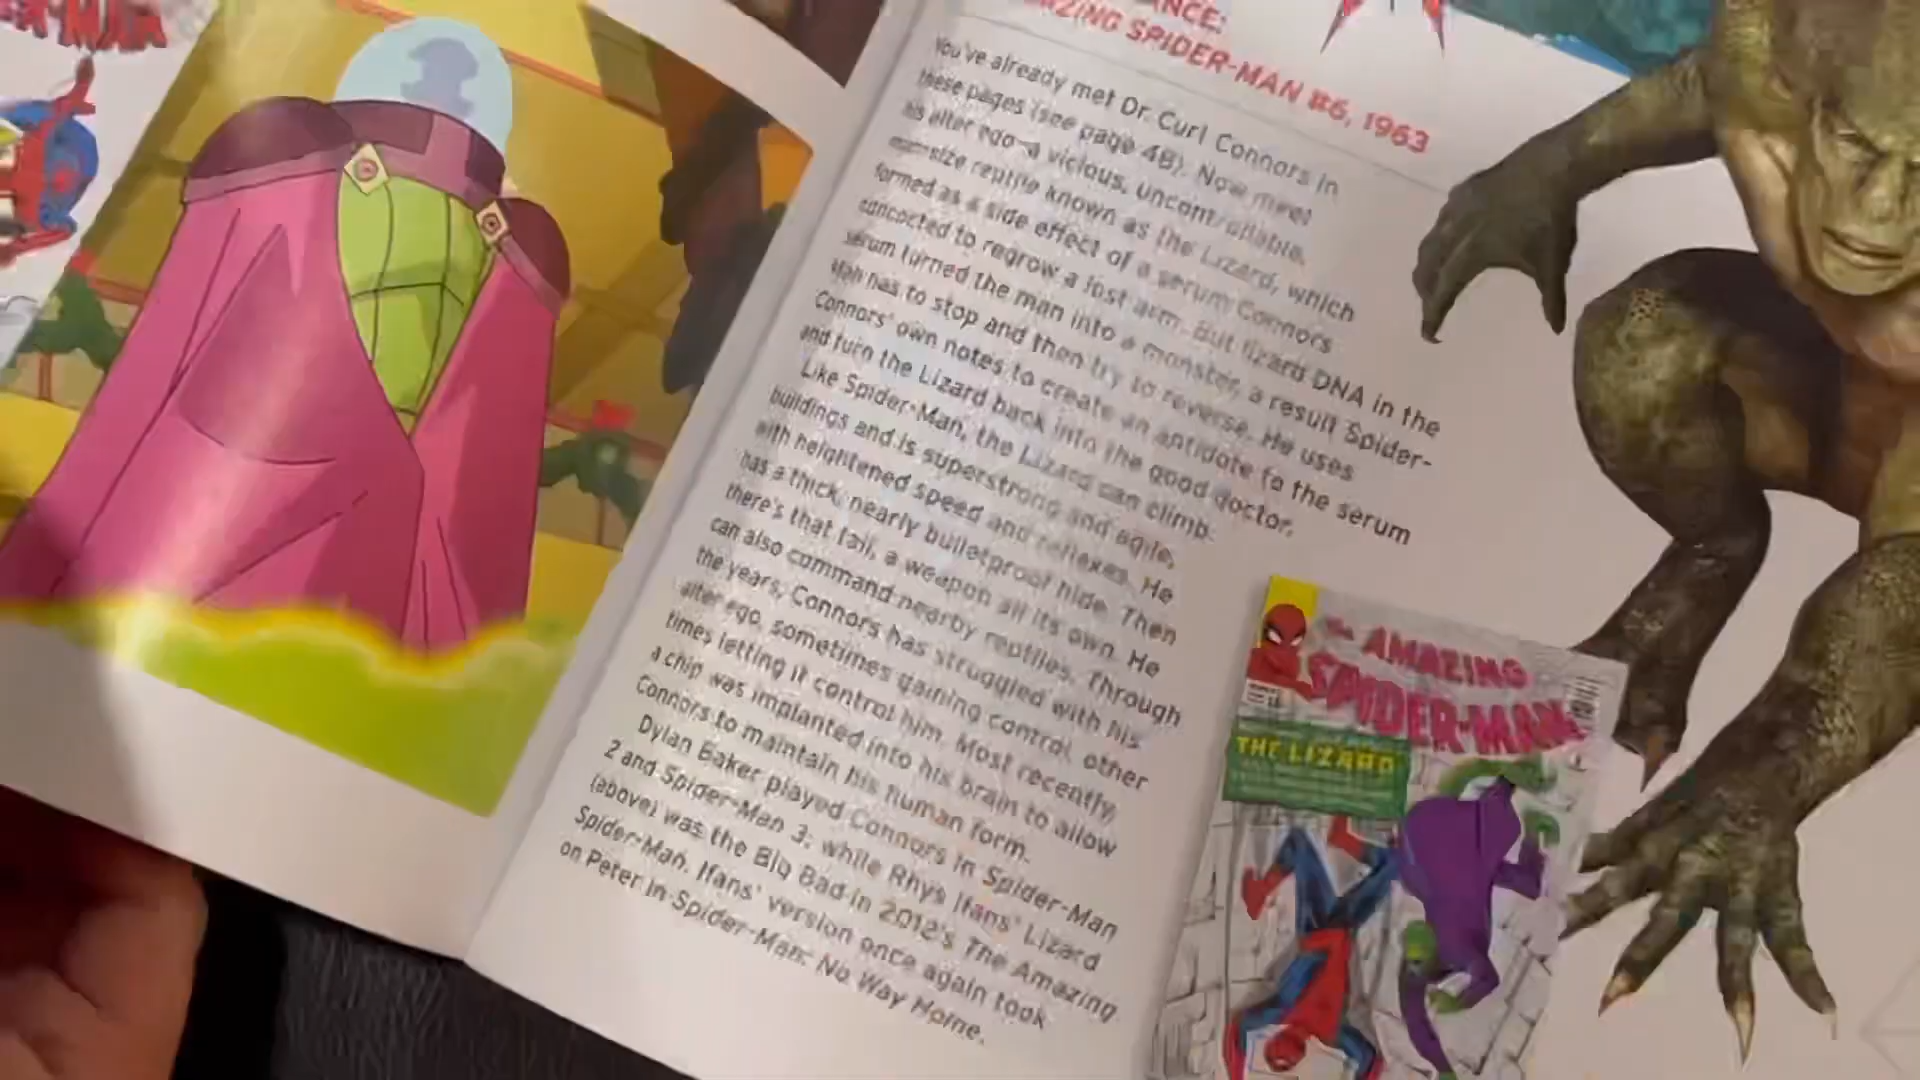 ER-MAN
ANCE:
AZING SPIDER-MAN #6, 1963
You've already met Dr. Curt Connors in
these pages (see page 48). Now meet
his alter ego—a vicious, uncontrollable,
man-size reptile known as the Lizard, which
formed as a side effect of a serum Connors
concocted to regrow a lost arm. But lizard DNA in the
serum turned the man into a monster, a result Spider-
Man has to stop and then try to reverse. He uses
Connors' own notes to create an antidote to the serum
and turn the Lizard back into the good doctor.
Like Spider-Man, the Lizard can climb
buildings and is superstrong and agile,
with heightened speed and reflexes. He
has a thick, nearly bulletproof hide. Then
there's that tail, a weapon all its own. He
can also command nearby reptiles. Through
the years, Connors has struggled with his
alter ego, sometimes gaining control, other
times letting it control him. Most recently,
a chip was implanted into his brain to allow
Connors to maintain his human form.
Dylan Baker played Connors in Spider-Man
2 and Spider-Man 3; while Rhys Ifans' Lizard
(above) was the Big Bad in 2012's The Amazing
Spider-Man. Ifans' version once again took
on Peter in Spider-Man: No Way Home.
The AMAZING
SPIDER-MAN
THE LIZARD